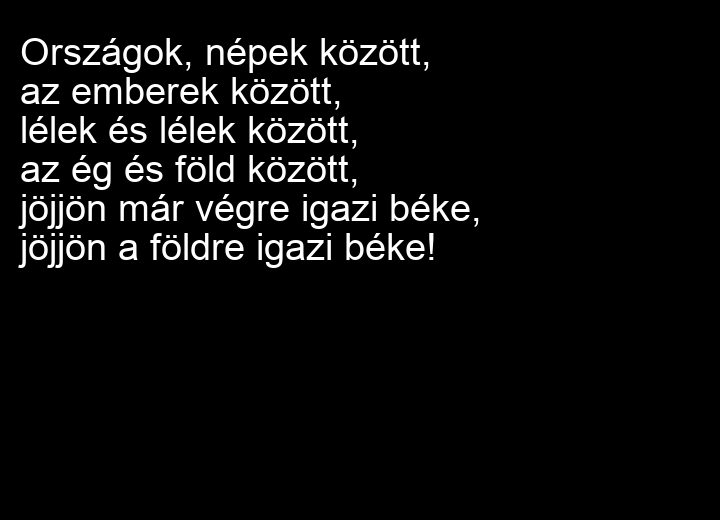 Országok, népek között,
az emberek között,
lélek és lélek között,
az ég és föld között,
jöjjön már végre igazi béke,
jöjjön a földre igazi béke!